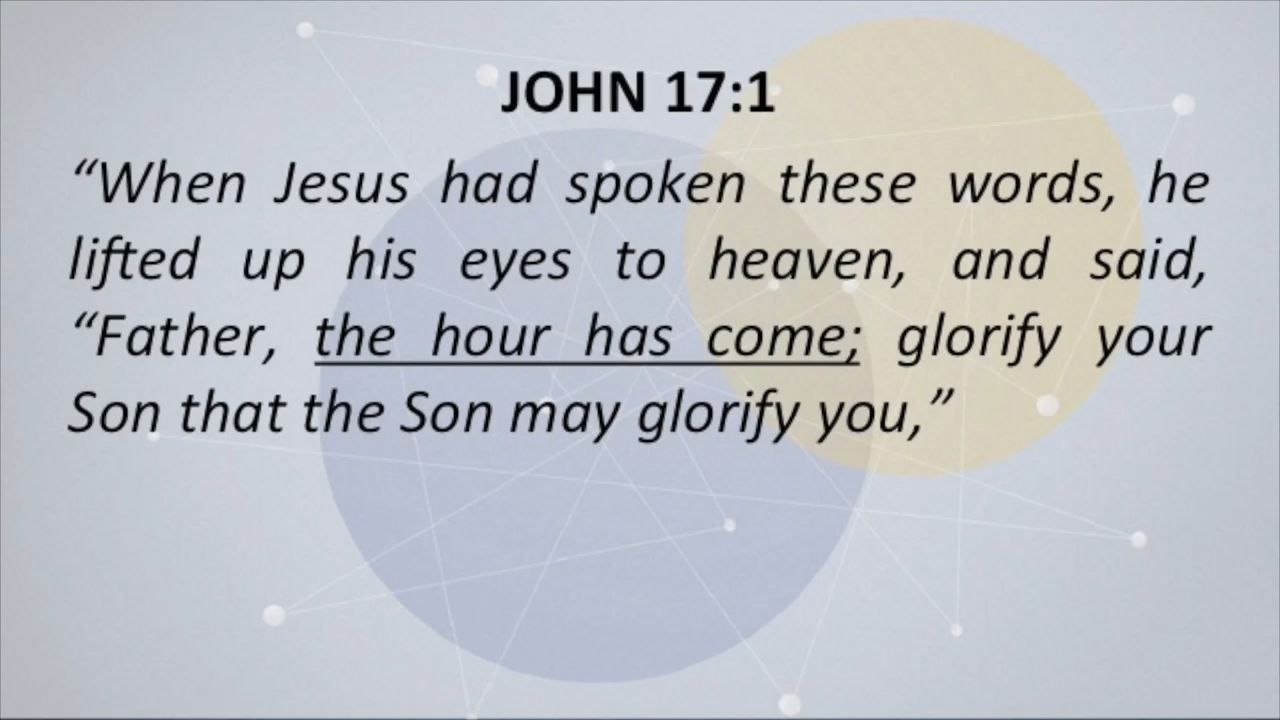 JOHN 17:1
“When Jesus had spoken these words, he
lifted up his eyes to heaven, and said,
“Father, the hour has come; glorify your
Son that the Son may glorify you,”